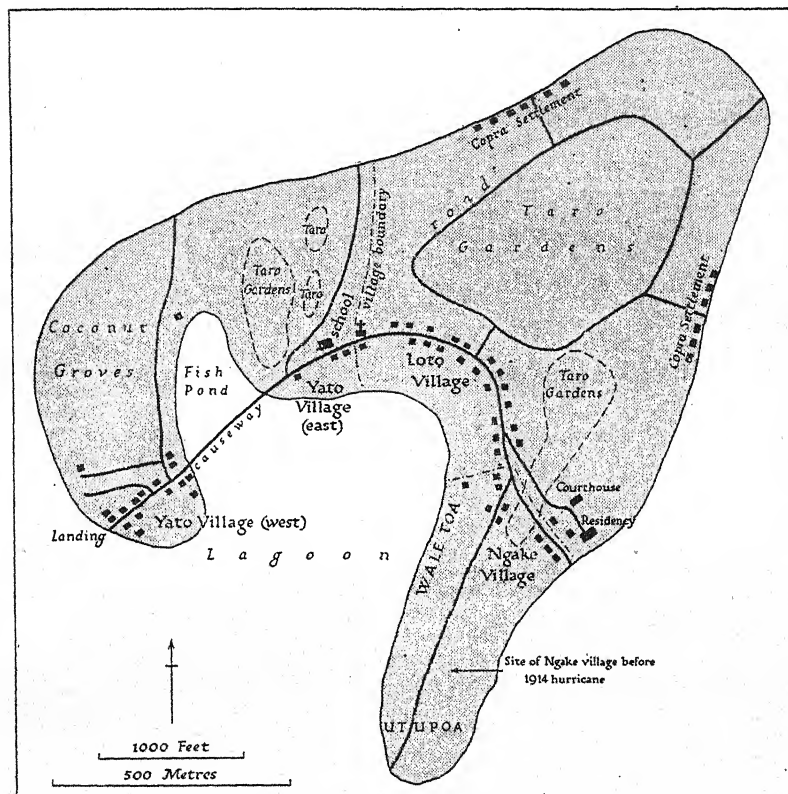 Copra Settlement
road
Taro
Gardens
Taro
village boundary
Taro
Gardens
Taro
Copra Settlement
Coconut
Groves
school
Fish
Pond
Loto
Village
Taro
Gardens
Yato
Village
(east)
causeway
Courthouse
Residency
Landing
Yato Village (west)
Lagoon
WALE TOA
Ngake
Village
Site of Ngake village before
1914 hurricane
UTUPOA
1000 Feet
500 Metres